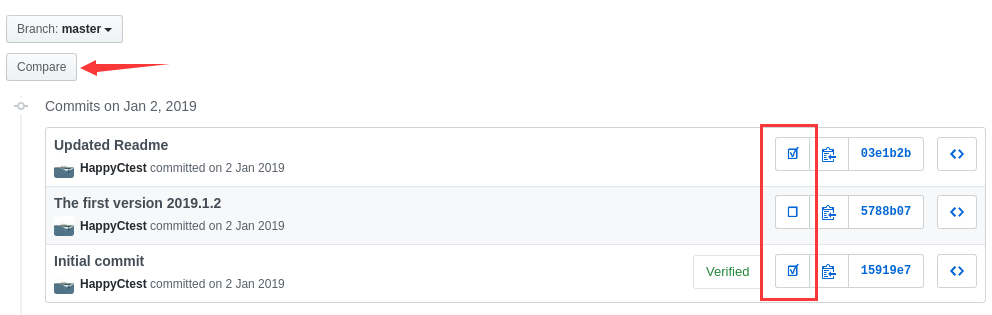 Branch: master
Compare
Commits on Jan 2, 2019
Updated Readme
HappyCtest committed on 2 Jan 2019
03e1b2b
The first version 2019.1.2
HappyCtest committed on 2 Jan 2019
5788b07
Initial commit
HappyCtest committed on 2 Jan 2019
Verified
15919e7